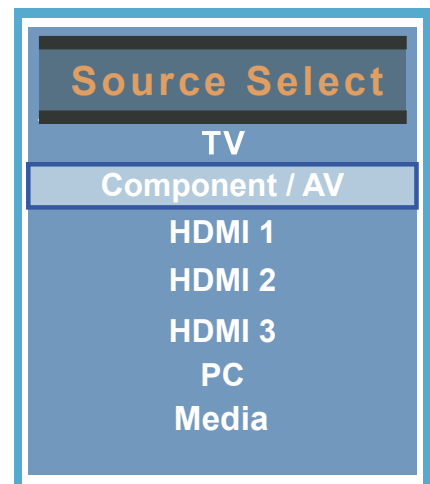 Source Select
TV
Component / AV
HDMI 1
HDMI 2
HDMI 3
PC
Media